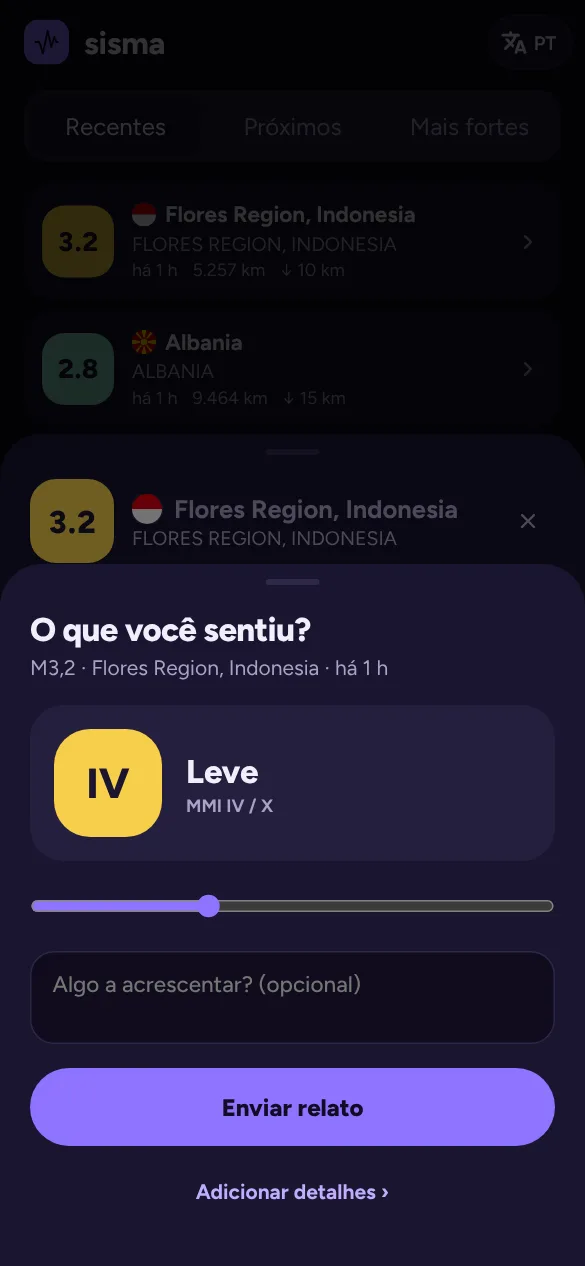 sisma
PT
Recentes Próximos Mais fortes
3.2
Flores Region, Indonesia
FLORES REGION, INDONESIA
há 1 h 5.257 km ↓ 10 km
2.8
Albania
ALBANIA
há 1 h 9.464 km ↓ 15 km
3.2
Flores Region, Indonesia
FLORES REGION, INDONESIA
O que você sentiu?
M3,2 · Flores Region, Indonesia · há 1 h
IV
Leve
MMI IV / X
Algo a acrescentar? (opcional)
Enviar relato
Adicionar detalhes ›